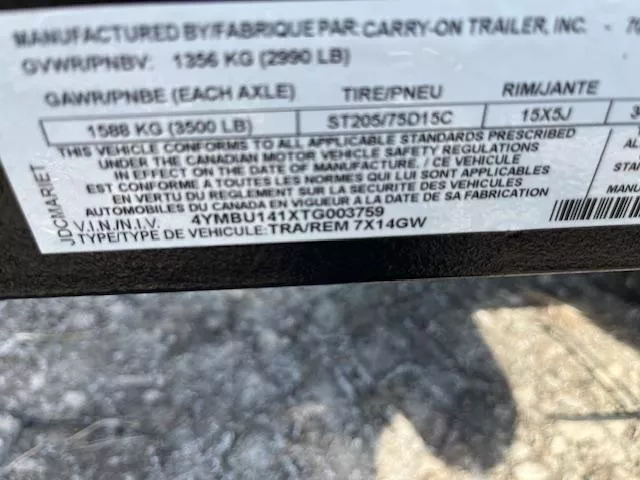 MANUFACTURED BY/FABRIQUE PAR: CARRY-ON TRAILER, INC.
GVWR/PNBV: 1356 KG (2990 LB)
GAWR/PNBE (EACH AXLE) TIRE/PNEU RIM/JANTE
1588 KG (3500 LB) ST205/75D15C 15X5J
THIS VEHICLE CONFORMS TO ALL APPLICABLE STANDARDS PRESCRIBED
UNDER THE CANADIAN MOTOR VEHICLE SAFETY REGULATIONS
IN EFFECT ON THE DATE OF MANUFACTURE. / CE VEHICULE
EST CONFORME A TOUTES LES NORMES QUI LUI SONT APPLICABLES
EN VERTU DU REGLEMENT SUR LA SECURITE DES VEHICULES
AUTOMOBILES DU CANADA EN VIGUEUR A LA DATE DE SA FABRICATION
V.I.N./N.I.V. 4YMBU141XTG003759
TYPE/TYPE DE VEHICULE: TRA/REM 7X14GW
JDCMARIET